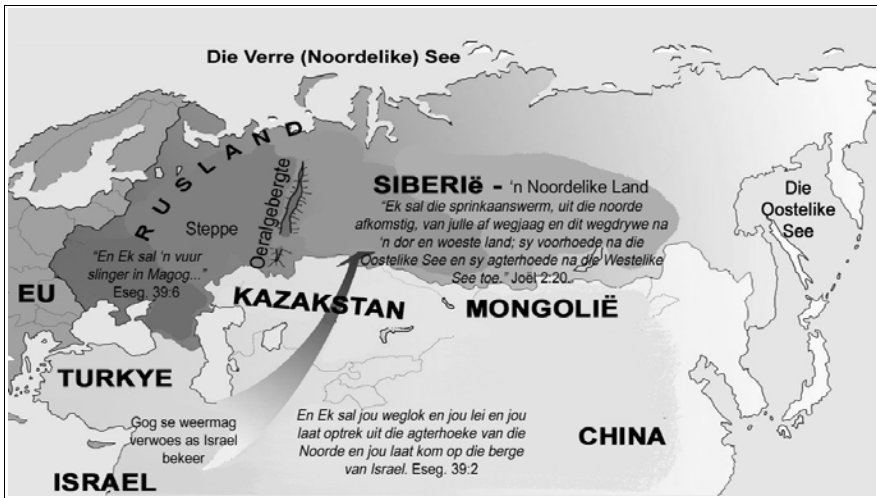 Die Verre (Noordelike) See
RUSLAND
Steppe
Oeralgebergte
"En Ek sal 'n vuur
slinger in Magog..."
Eseg. 39:6
SIBERIë - 'n Noordelike Land
"Ek sal die sprinkaanswerm, uit die noorde
afkomstig, van julle af wegjaag en dit wegdrywe na
'n dor en woeste land; sy voorhoede na die
Oostelike See en sy agterhoede na die Westelike
See toe." Joël 2:20.
Die
Oostelike
See
EU
KAZAKSTAN
MONGOLIË
TURKYE
Gog se weermag
verwoes as Israel
bekeer
En Ek sal jou weglok en jou lei en jou
laat optrek uit die agterhoeke van die
Noorde en jou laat kom op die berge
van Israel. Eseg. 39:2
CHINA
ISRAEL